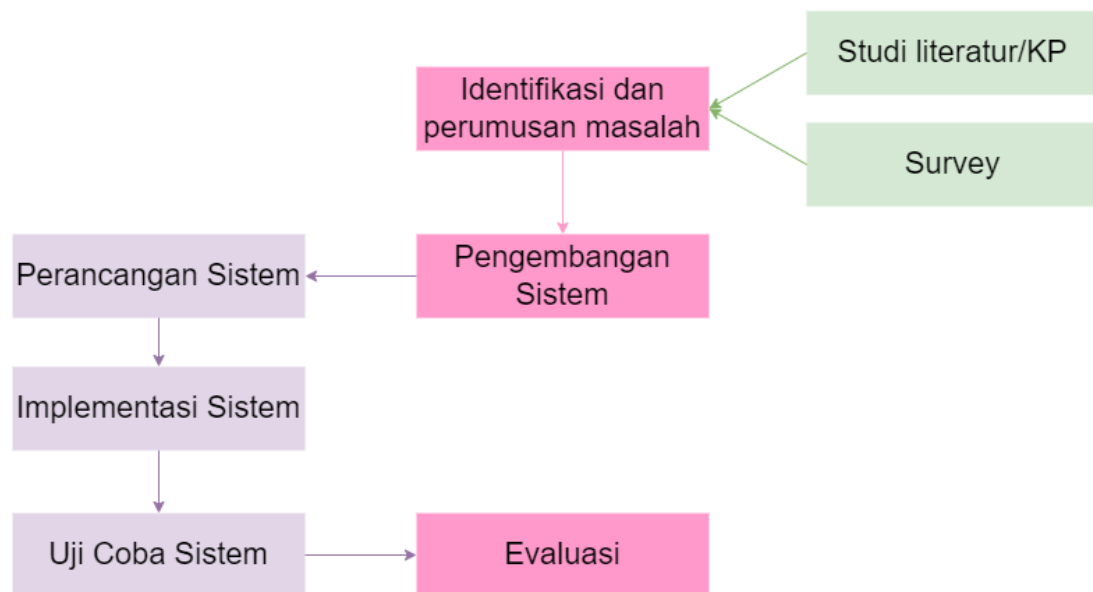 Studi literatur/KP
Identifikasi dan
perumusan masalah
Survey
Pengembangan
Sistem
Perancangan Sistem
Implementasi Sistem
Uji Coba Sistem
Evaluasi